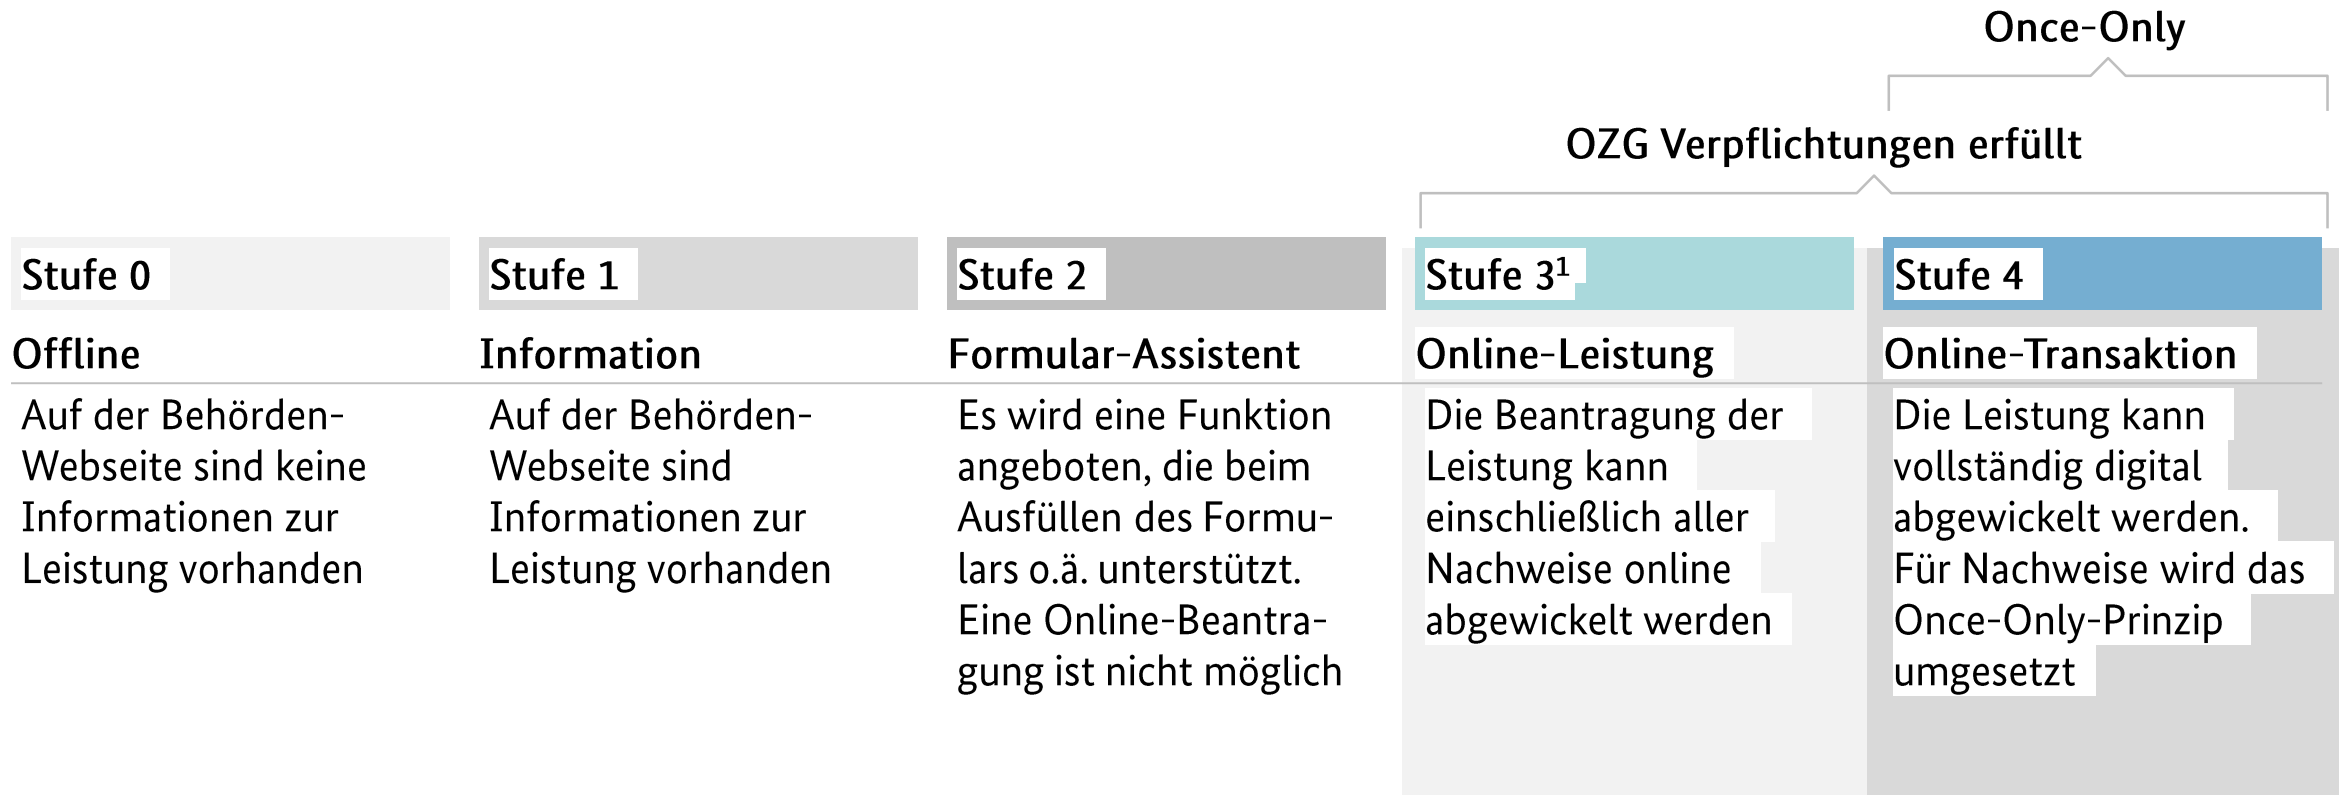 Once-Only
OZG Verpflichtungen erfüllt
Stufe 0
Offline
Auf der Behörden-
Webseite sind keine
Informationen zur
Leistung vorhanden
Stufe 1
Information
Auf der Behörden-
Webseite sind
Informationen zur
Leistung vorhanden
Stufe 2
Formular-Assistent
Es wird eine Funktion
angeboten, die beim
Ausfüllen des Formu-
lars o.ä. unterstützt.
Eine Online-Beantra-
gung ist nicht möglich
Stufe 3¹
Online-Leistung
Die Beantragung der
Leistung kann
einschließlich aller
Nachweise online
abgewickelt werden
Stufe 4
Online-Transaktion
Die Leistung kann
vollständig digital
abgewickelt werden.
Für Nachweise wird das
Once-Only-Prinzip
umgesetzt